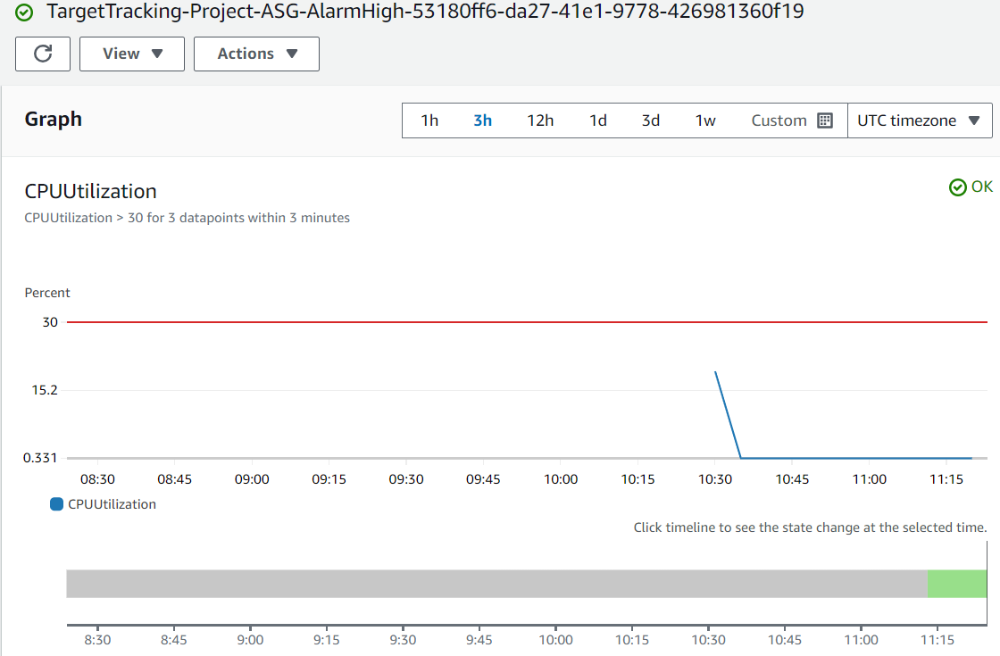 TargetTracking-Project-ASG-AlarmHigh-53180ff6-da27-41e1-9778-426981360f19
View Actions
Graph 1h 3h 12h 1d 3d 1w Custom UTC timezone
CPUUtilization OK
CPUUtilization > 30 for 3 datapoints within 3 minutes
Percent
30
15.2
0.331
08:30 08:45 09:00 09:15 09:30 09:45 10:00 10:15 10:30 10:45 11:00 11:15
CPUUtilization
Click timeline to see the state change at the selected time.
8:30 8:45 9:00 9:15 9:30 9:45 10:00 10:15 10:30 10:45 11:00 11:15